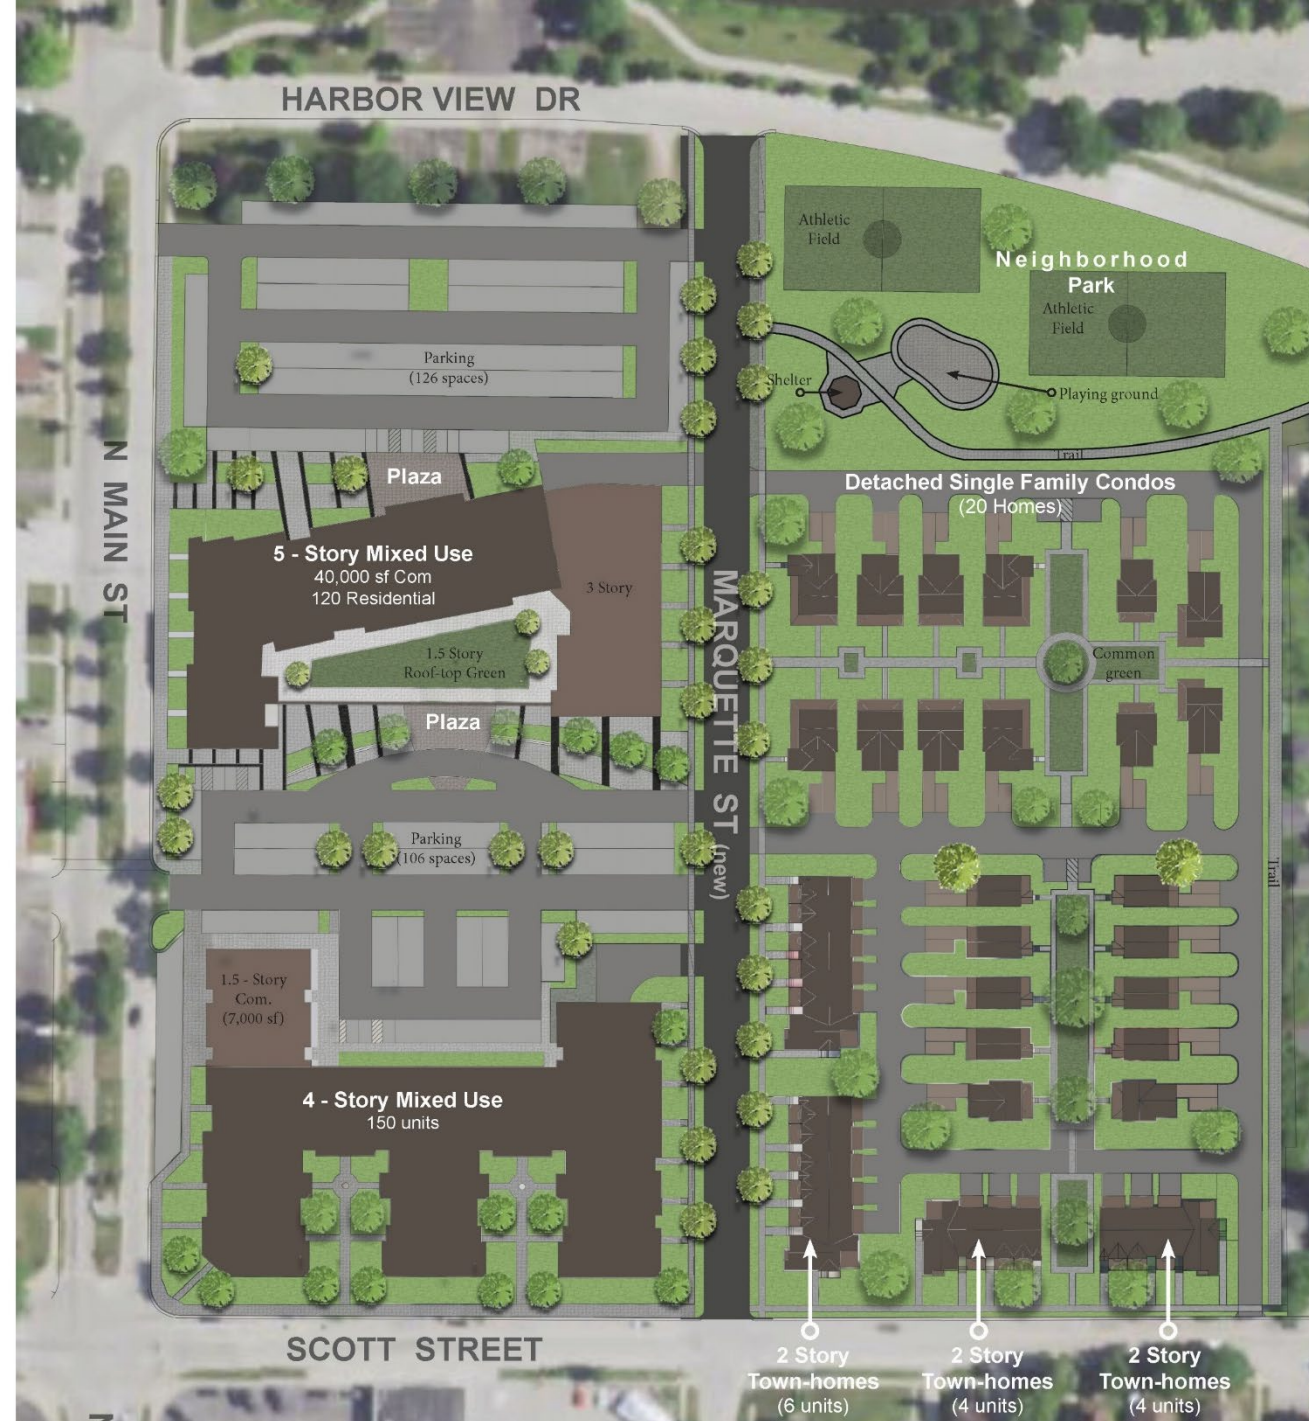 HARBOR VIEW DR
Athletic
Field
Neighborhood
Park
Athletic
Field
Parking
(126 spaces)
Shelter
Playing ground
Trail
N MAIN ST
Plaza
Detached Single Family Condos
(20 Homes)
5 - Story Mixed Use
40,000 sf Com
120 Residential
3 Story
1.5 Story
Roof-top Green
MARQUETTE ST (new)
Common
green
Plaza
Parking
(106 spaces)
Trail
1.5 - Story
Com.
(7,000 sf)
4 - Story Mixed Use
150 units
SCOTT STREET
2 Story
Town-homes
(6 units)
2 Story
Town-homes
(4 units)
2 Story
Town-homes
(4 units)